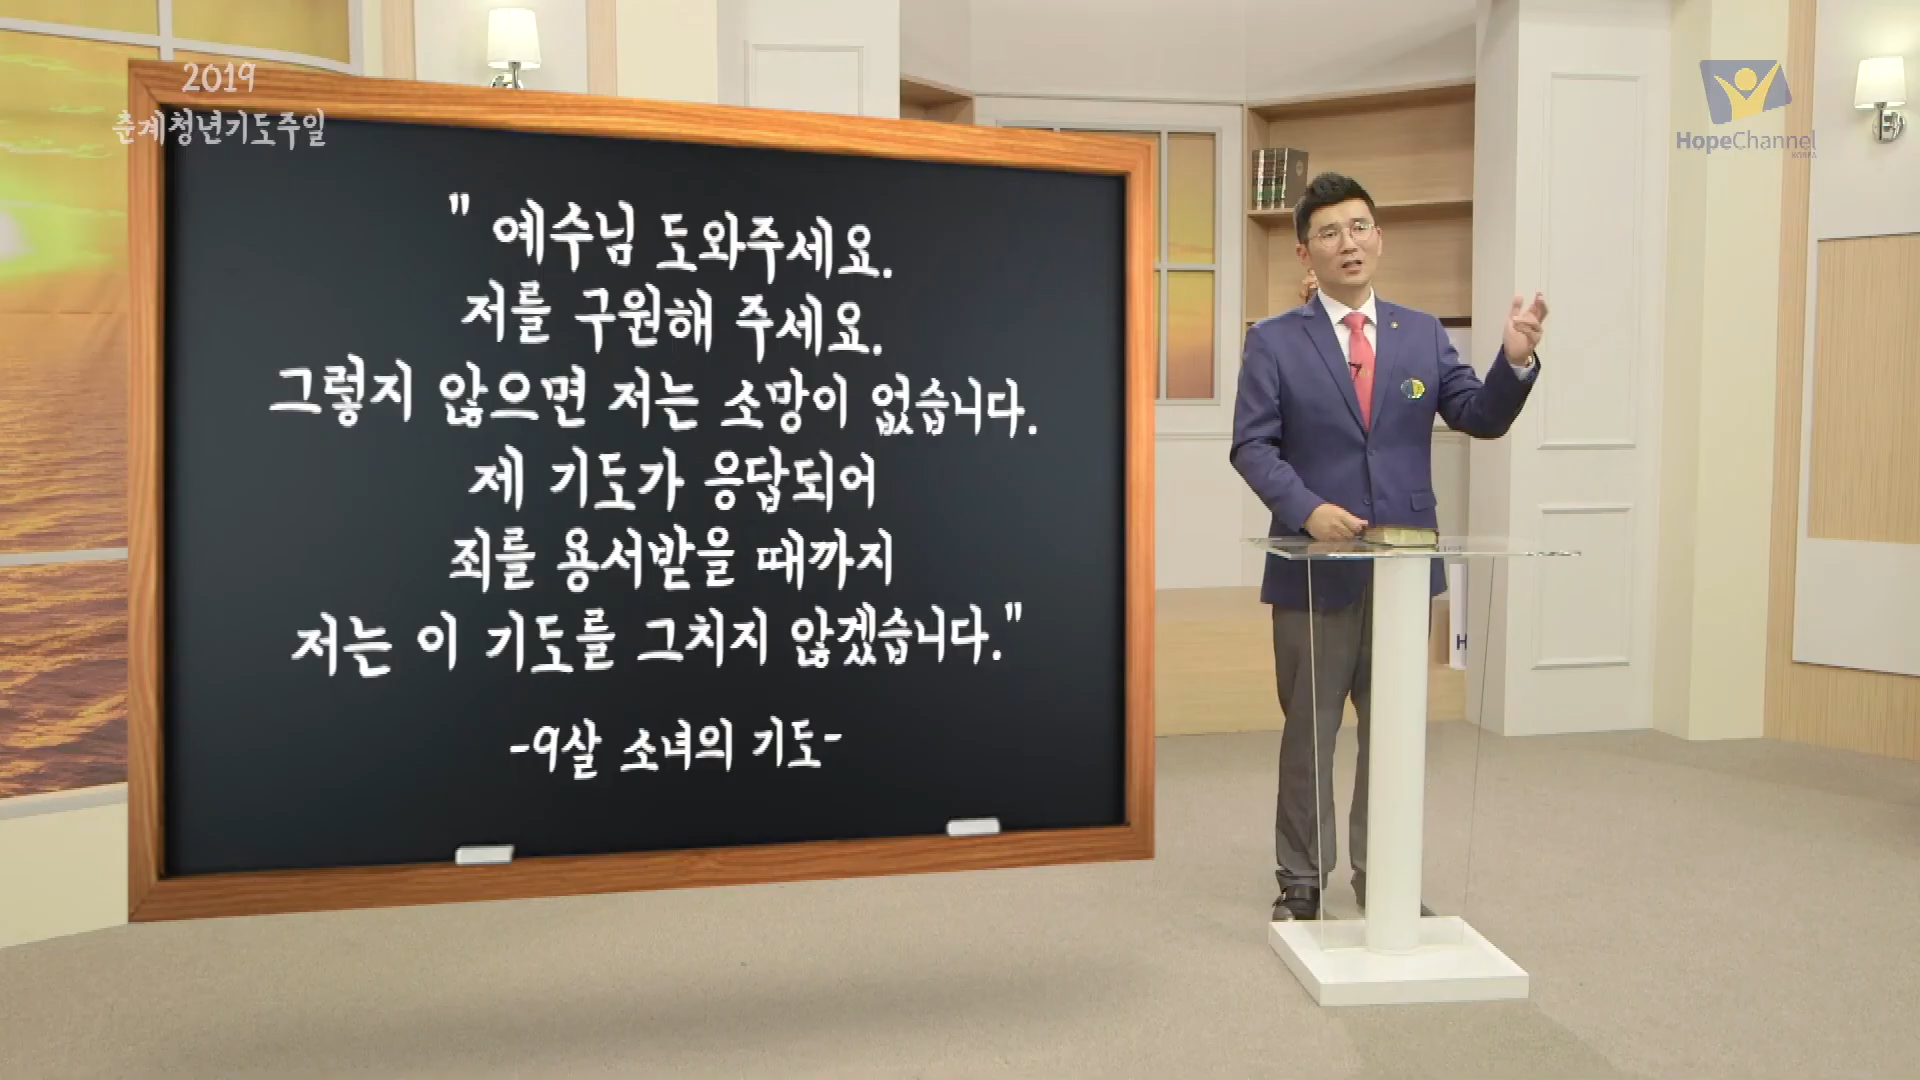 2019
춘계청년기도주일
" 예수님 도와주세요.
저를 구원해 주세요.
그렇지 않으면 저는 소망이 없습니다.
제 기도가 응답되어
죄를 용서받을 때까지
저는 이 기도를 그치지 않겠습니다."
-9살 소녀의 기도-
HopeChannel
KOREA
H